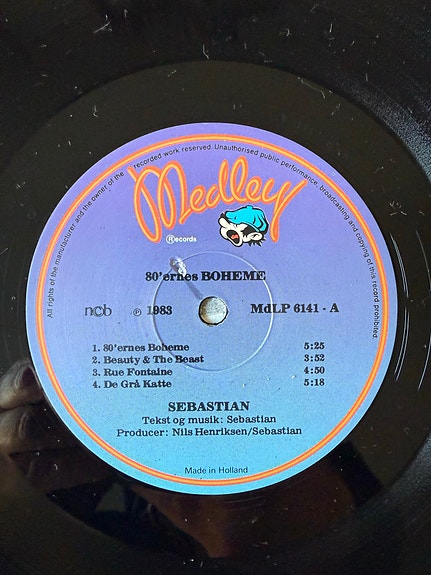 All rights of the manufacturer and the owner of the recorded work reserved. Unauthorised public performance, broadcasting and copying of this record prohibited.
Medley
® Records
80'ernes BOHEME
ncb ℗ 1983 MdLP 6141 - A
1. 80'ernes Boheme 5:25
2. Beauty & The Beast 3:52
3. Rue Fontaine 4:50
4. De Grå Katte 5:18
SEBASTIAN
Tekst og musik: Sebastian
Producer: Nils Henriksen/Sebastian
Made in Holland